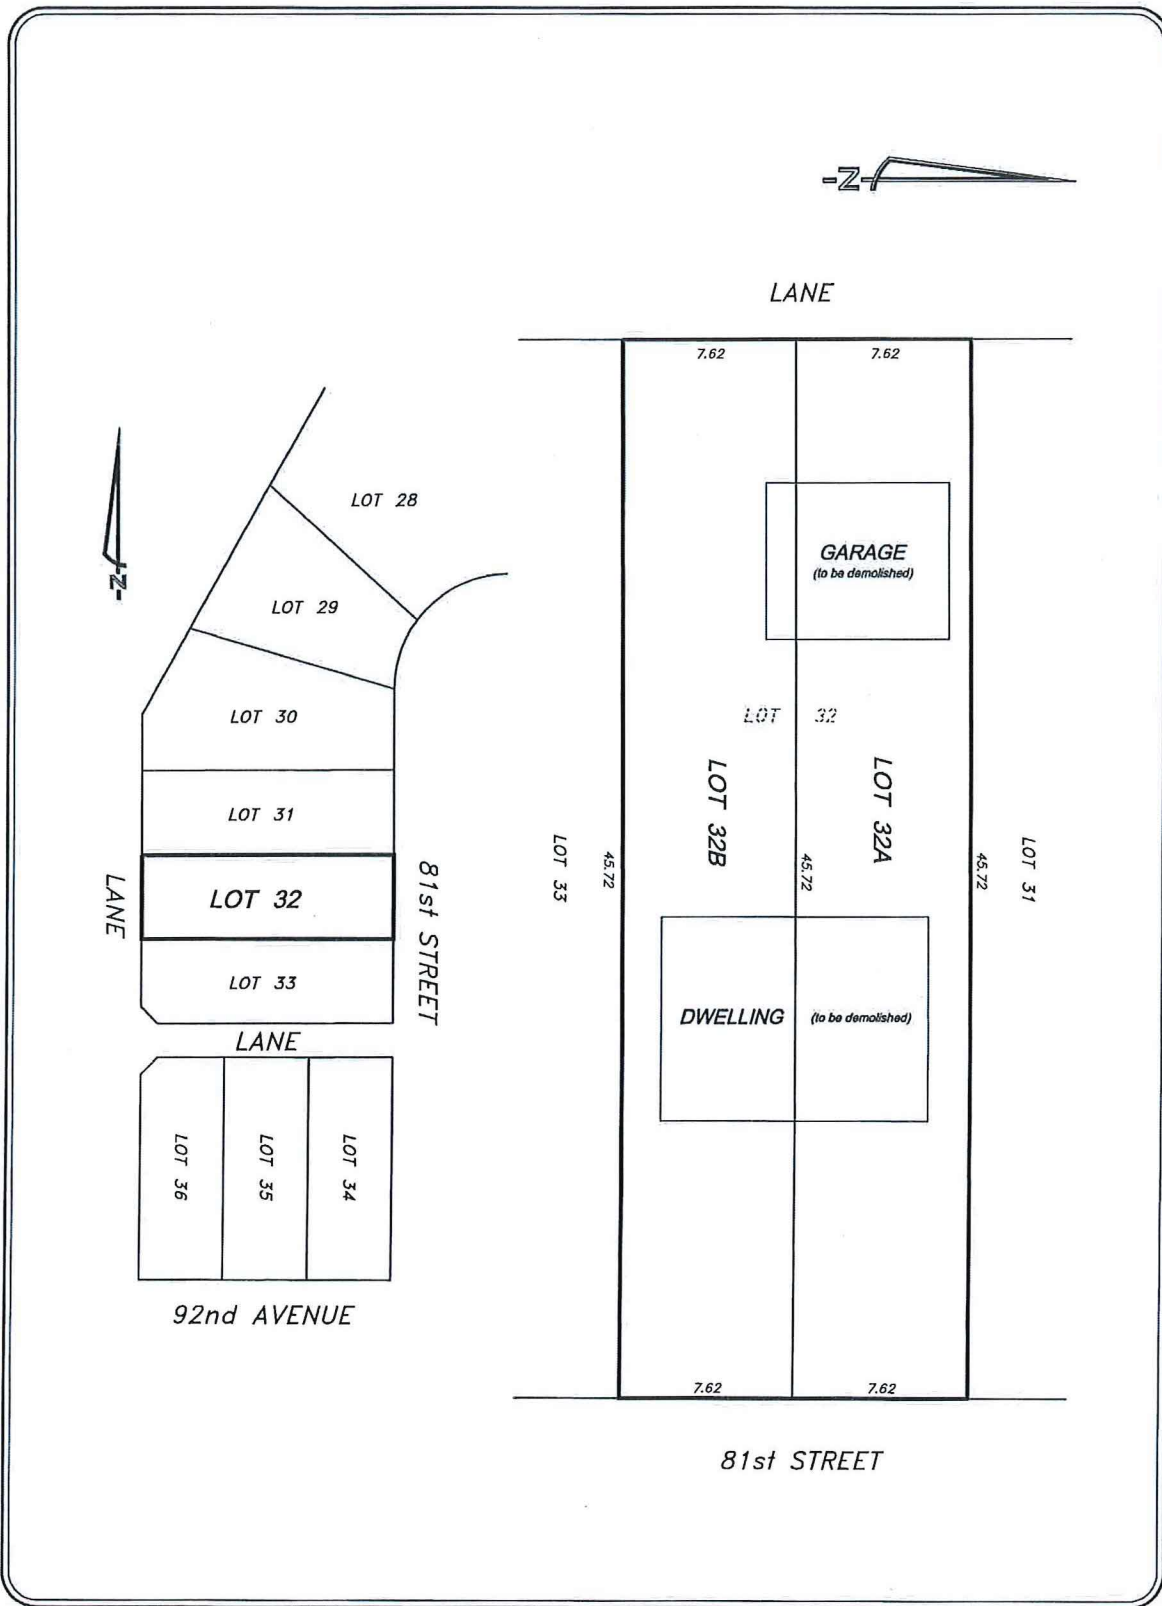 -N-
LANE
7.62
7.62
GARAGE
(to be demolished)
LOT 32
LOT 32B
LOT 32A
LOT 33
45.72
45.72
45.72
LOT 31
DWELLING (to be demolished)
7.62
7.62
81st STREET
-N-
LOT 28
LOT 29
LOT 30
LOT 31
LOT 32
LOT 33
LANE
81st STREET
LANE
LOT 36
LOT 35
LOT 34
92nd AVENUE